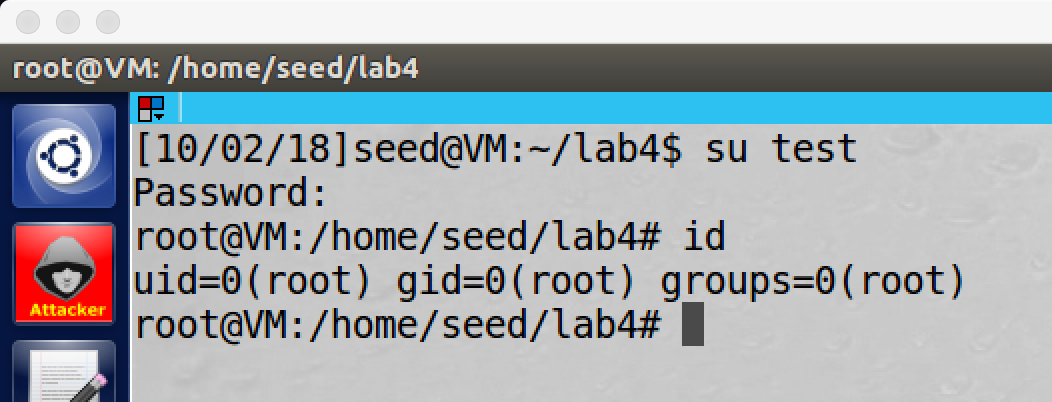 root@VM: /home/seed/lab4
[10/02/18]seed@VM:~/lab4$ su test
Password:
root@VM:/home/seed/lab4# id
uid=0(root) gid=0(root) groups=0(root)
root@VM:/home/seed/lab4#
Attacker